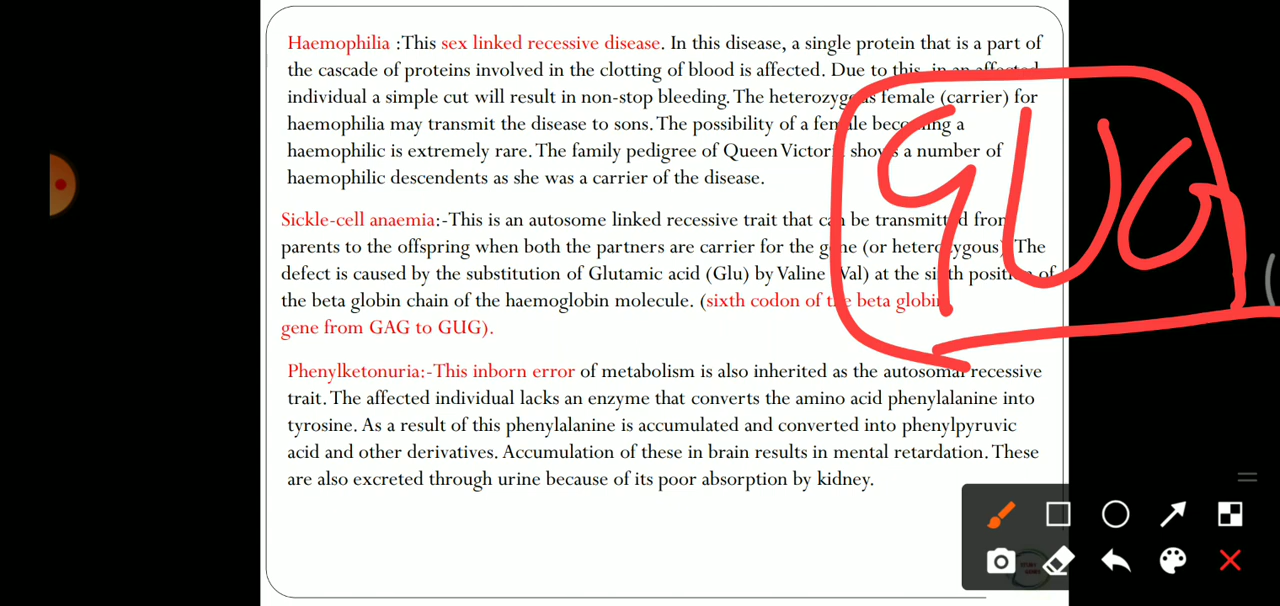 Haemophilia :This sex linked recessive disease. In this disease, a single protein that is a part of
the cascade of proteins involved in the clotting of blood is affected. Due to this, in an affected
individual a simple cut will result in non-stop bleeding. The heterozygous female (carrier) for
haemophilia may transmit the disease to sons. The possibility of a female becoming a
haemophilic is extremely rare. The family pedigree of Queen Victoria shows a number of
haemophilic descendents as she was a carrier of the disease.
Sickle-cell anaemia:-This is an autosome linked recessive trait that can be transmitted from
parents to the offspring when both the partners are carrier for the gene (or heterozygous). The
defect is caused by the substitution of Glutamic acid (Glu) by Valine (Val) at the sixth position of
the beta globin chain of the haemoglobin molecule. (sixth codon of the beta globin
gene from GAG to GUG).
GUG
Phenylketonuria:-This inborn error of metabolism is also inherited as the autosomal recessive
trait. The affected individual lacks an enzyme that converts the amino acid phenylalanine into
tyrosine. As a result of this phenylalanine is accumulated and converted into phenylpyruvic
acid and other derivatives. Accumulation of these in brain results in mental retardation. These
are also excreted through urine because of its poor absorption by kidney.